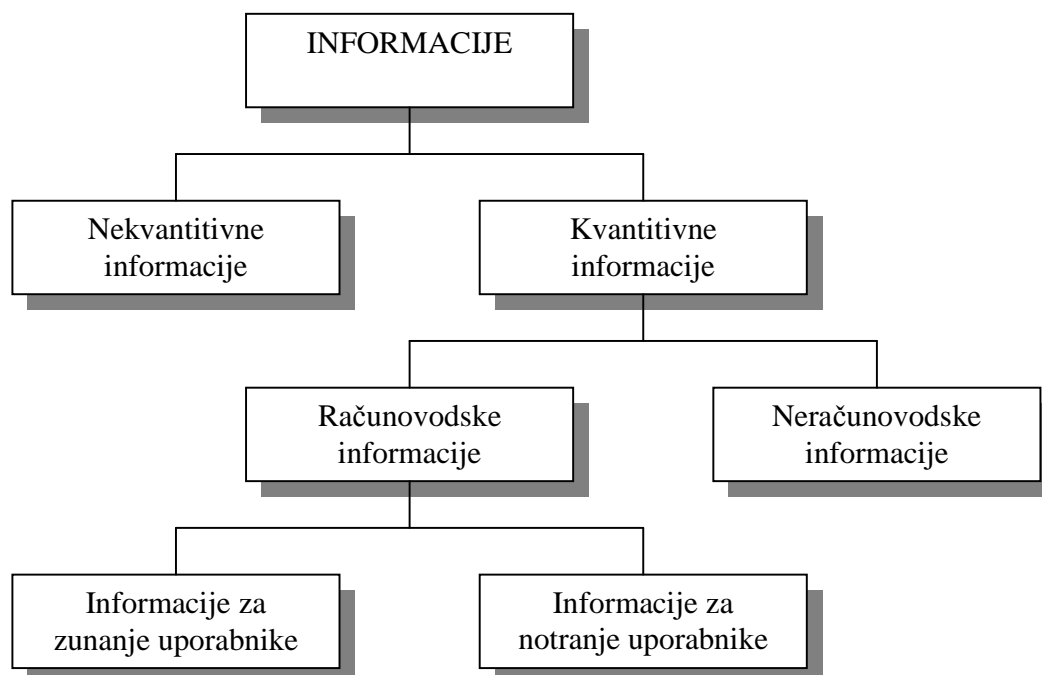 INFORMACIJE
Nekvantitivne
informacije
Kvantitivne
informacije
Računovodske
informacije
Neračunovodske
informacije
Informacije za
zunanje uporabnike
Informacije za
notranje uporabnike